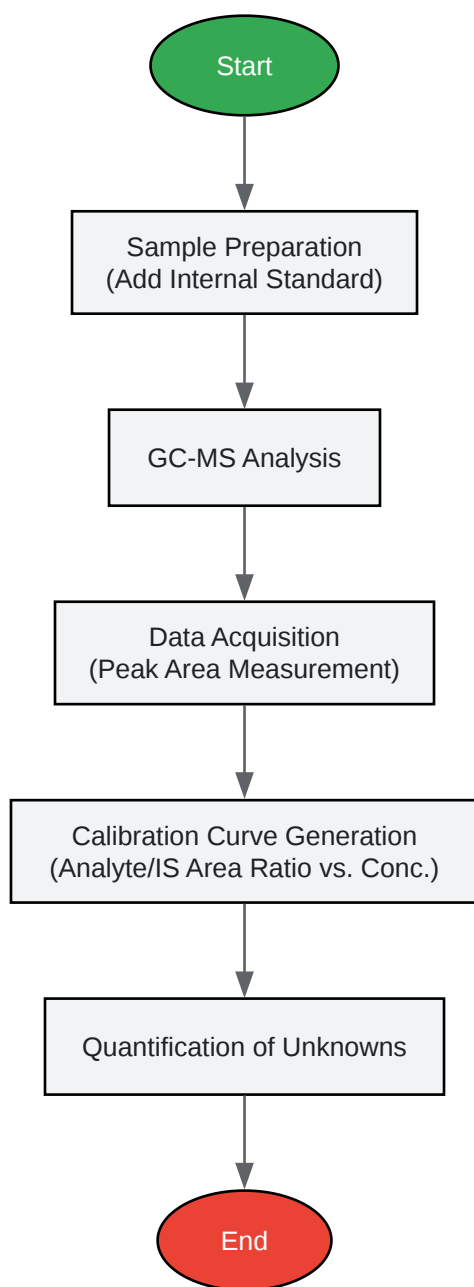 Start
Sample Preparation
(Add Internal Standard)
GC-MS Analysis
Data Acquisition
(Peak Area Measurement)
Calibration Curve Generation
(Analyte/IS Area Ratio vs. Conc.)
Quantification of Unknowns
End